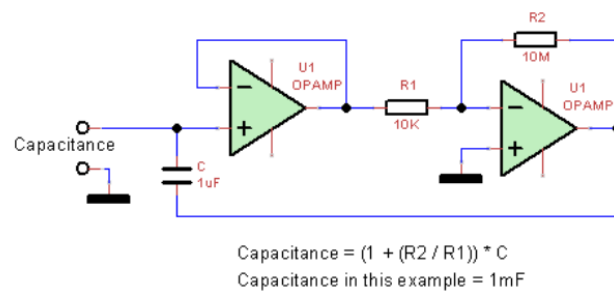 R2
10M
U1
OPAMP
R1
10K
U1
OPAMP
Capacitance
C
1uF
Capacitance = (1 + (R2 / R1)) * C
Capacitance in this example = 1mF